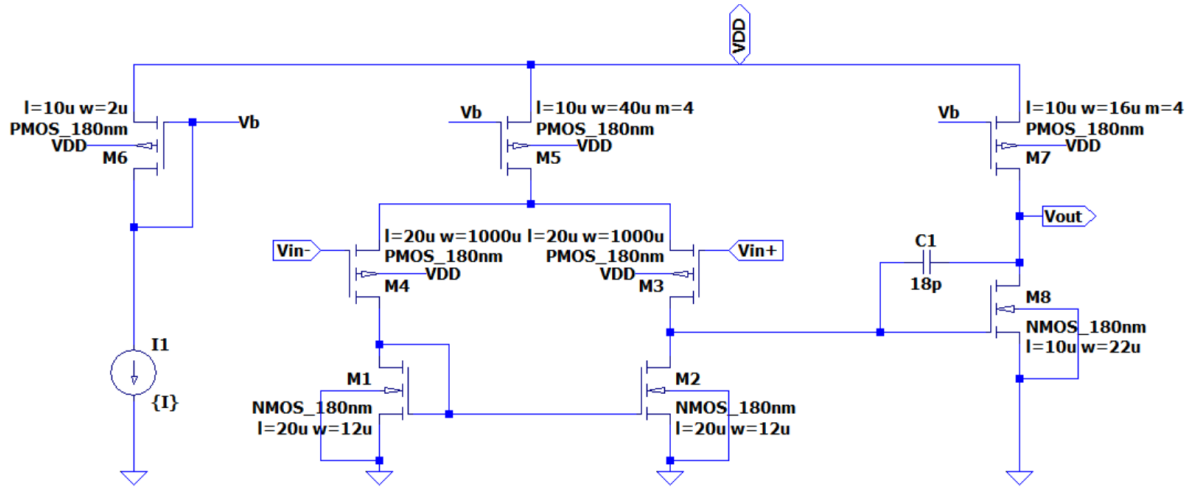 VDD
l=10u w=2u
PMOS_180nm
VDD
M6
Vb
Vb
l=10u w=40u m=4
PMOS_180nm
VDD
M5
Vb
l=10u w=16u m=4
PMOS_180nm
VDD
M7
Vout
Vin-
l=20u w=1000u
PMOS_180nm
VDD
M4
l=20u w=1000u
PMOS_180nm
VDD
M3
Vin+
C1
18p
M8
NMOS_180nm
l=10u w=22u
I1
{I}
M1
NMOS_180nm
l=20u w=12u
M2
NMOS_180nm
l=20u w=12u